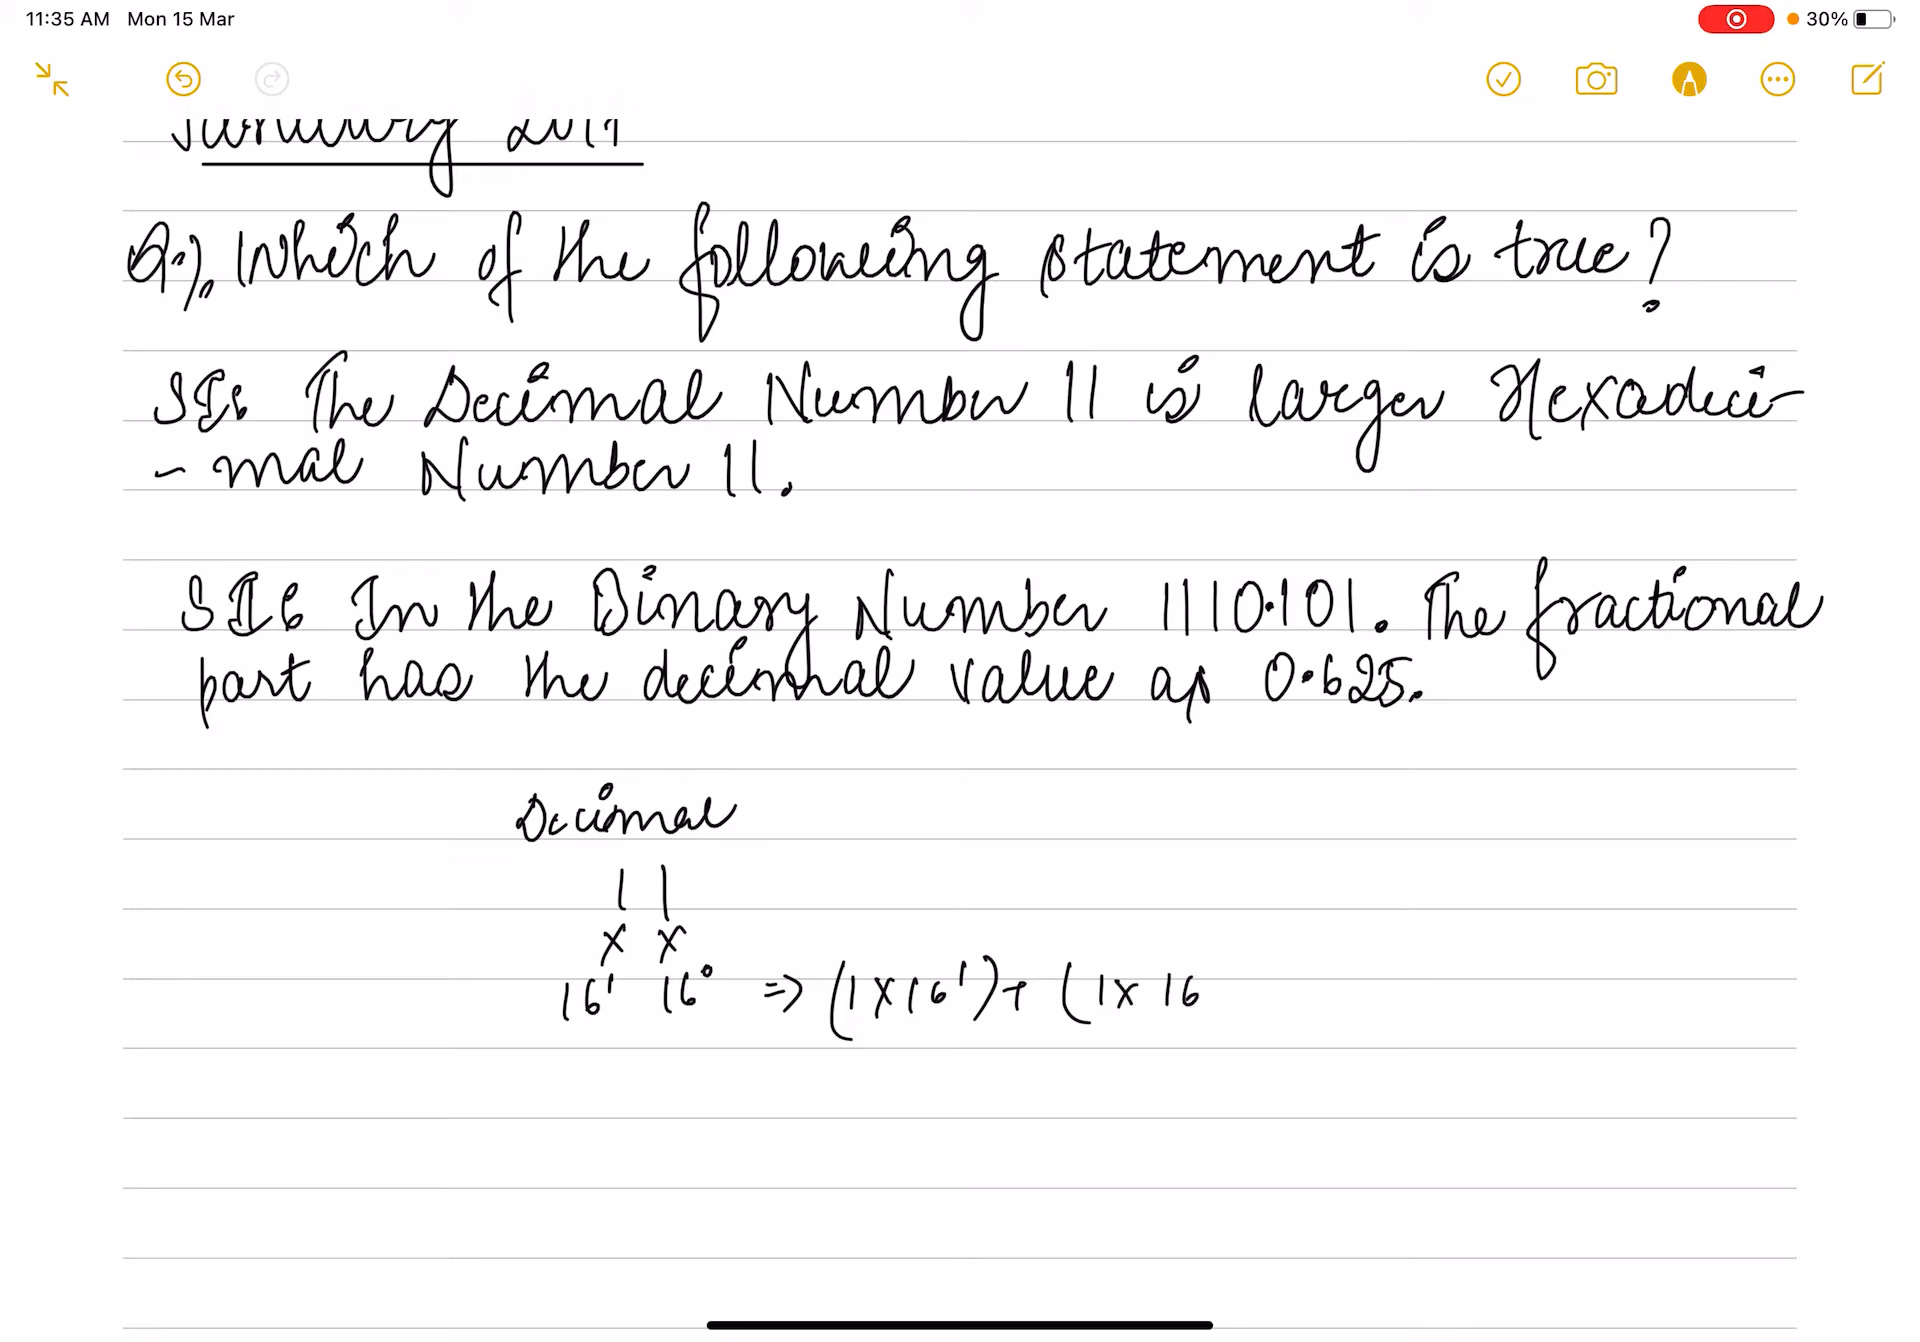 11:35 AM Mon 15 Mar
30%
Q:). Which of the following statement is true?
SI: The Decimal Number 11 is larger Hexadeci-
- mal Number 11.
SII: In the Binary Number 1110.101. The fractional
part has the decimal value as 0.625.
Decimal
1 1
x x
16¹ 16⁰ => (1x16¹)+ (1x 16